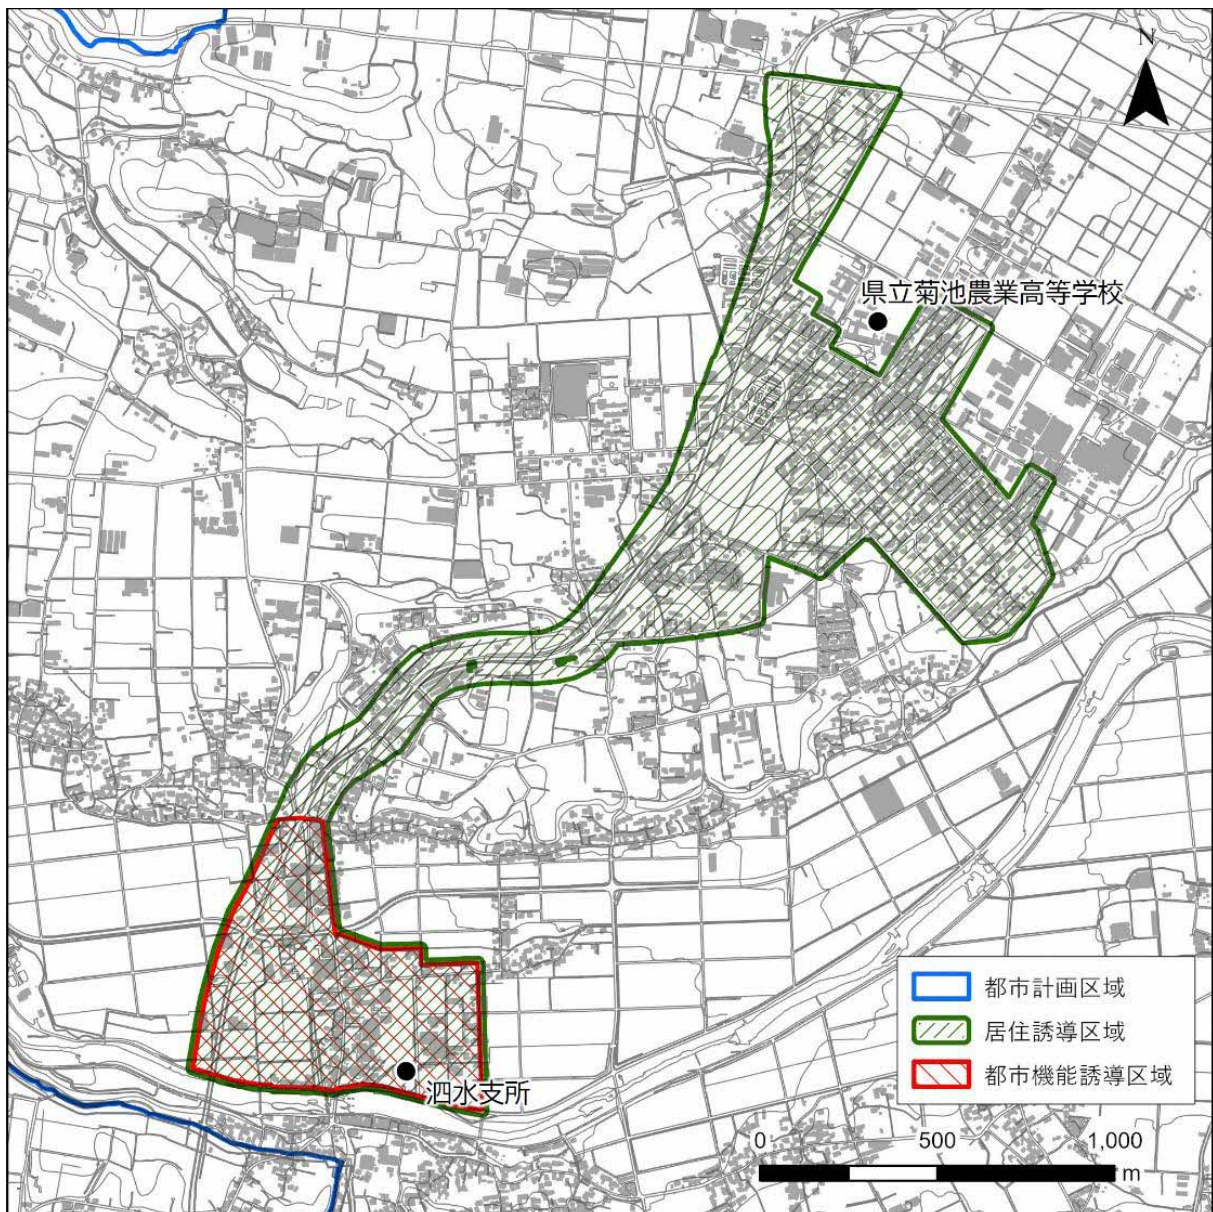 N
県立菊池農業高等学校
都市計画区域
居住誘導区域
都市機能誘導区域
泗水支所
0 500 1,000
m